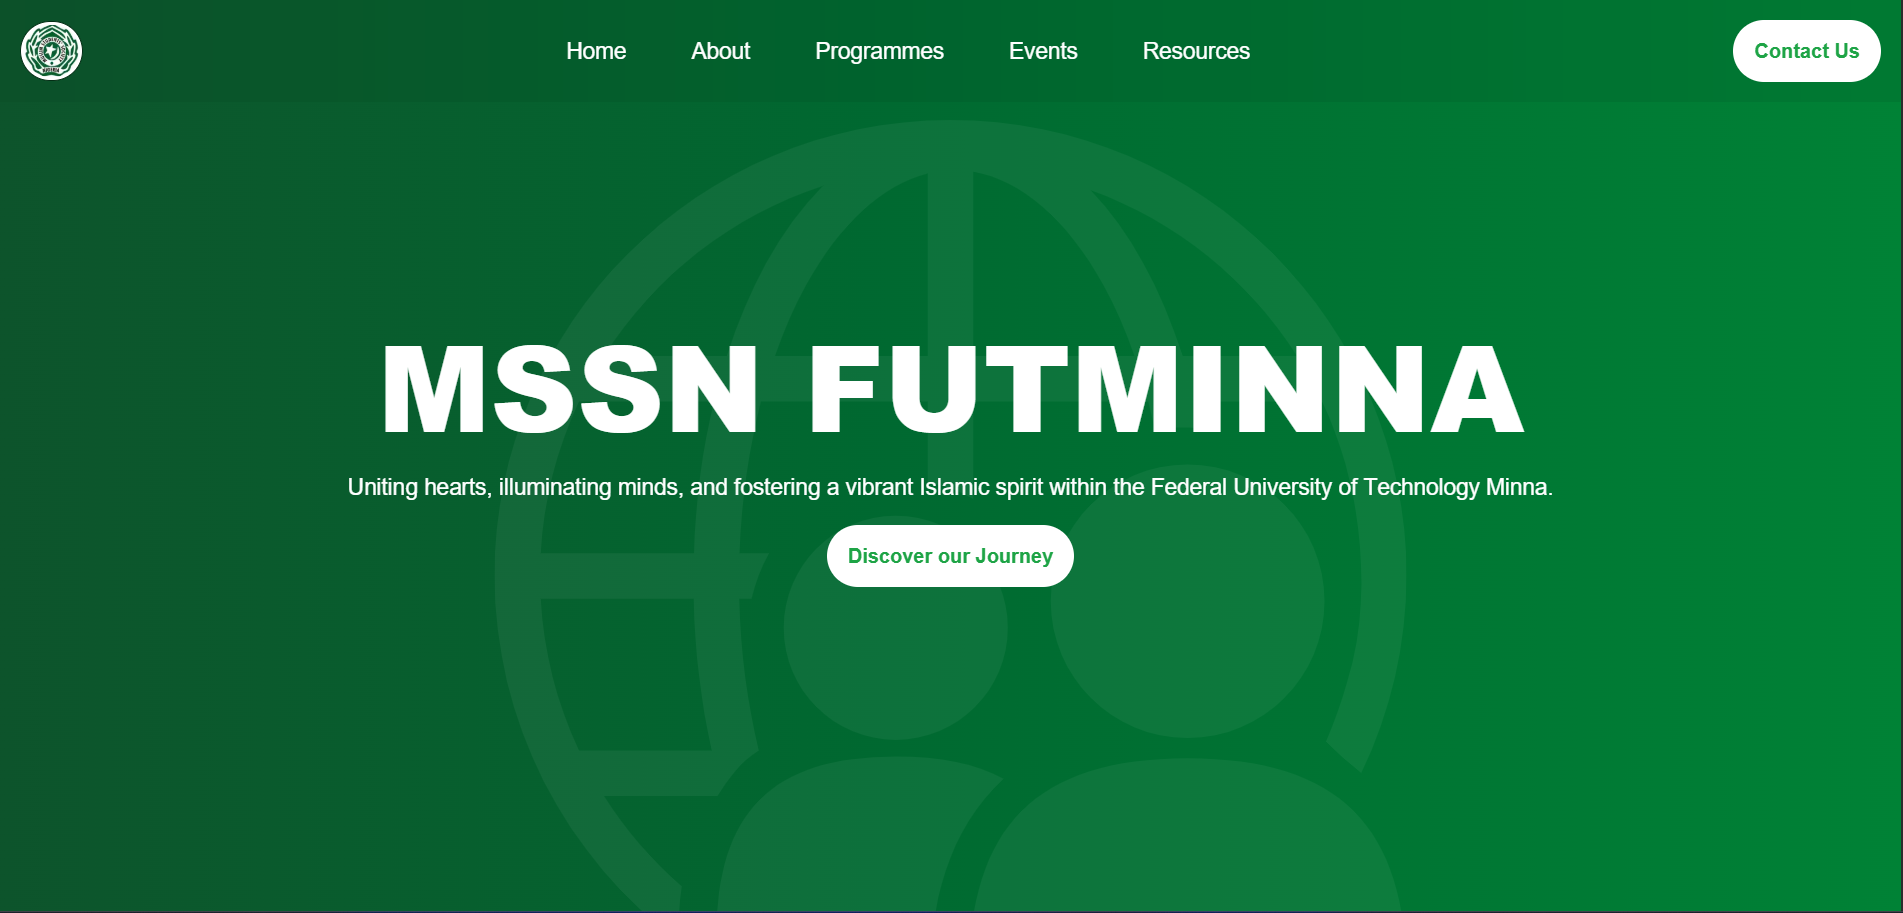 Home
About
Programmes
Events
Resources
Contact Us
MSSN FUTMINNA
Uniting hearts, illuminating minds, and fostering a vibrant Islamic spirit within the Federal University of Technology Minna.
Discover our Journey